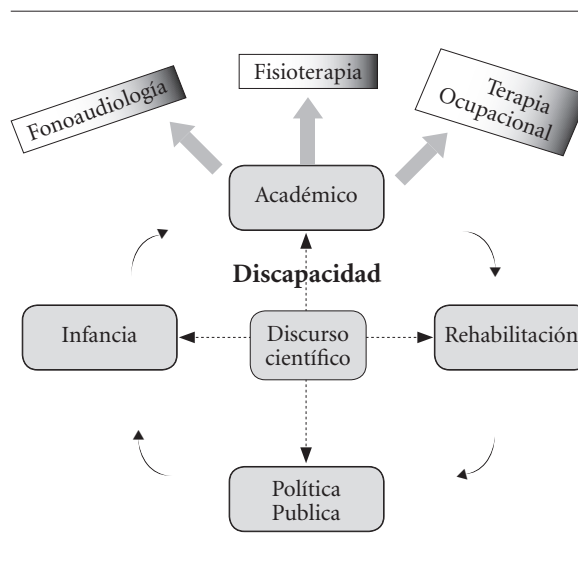 Fonoaudiología
Fisioterapia
Terapia
Ocupacional
Académico
Discapacidad
Infancia
Discurso
científico
Rehabilitación
Política
Publica